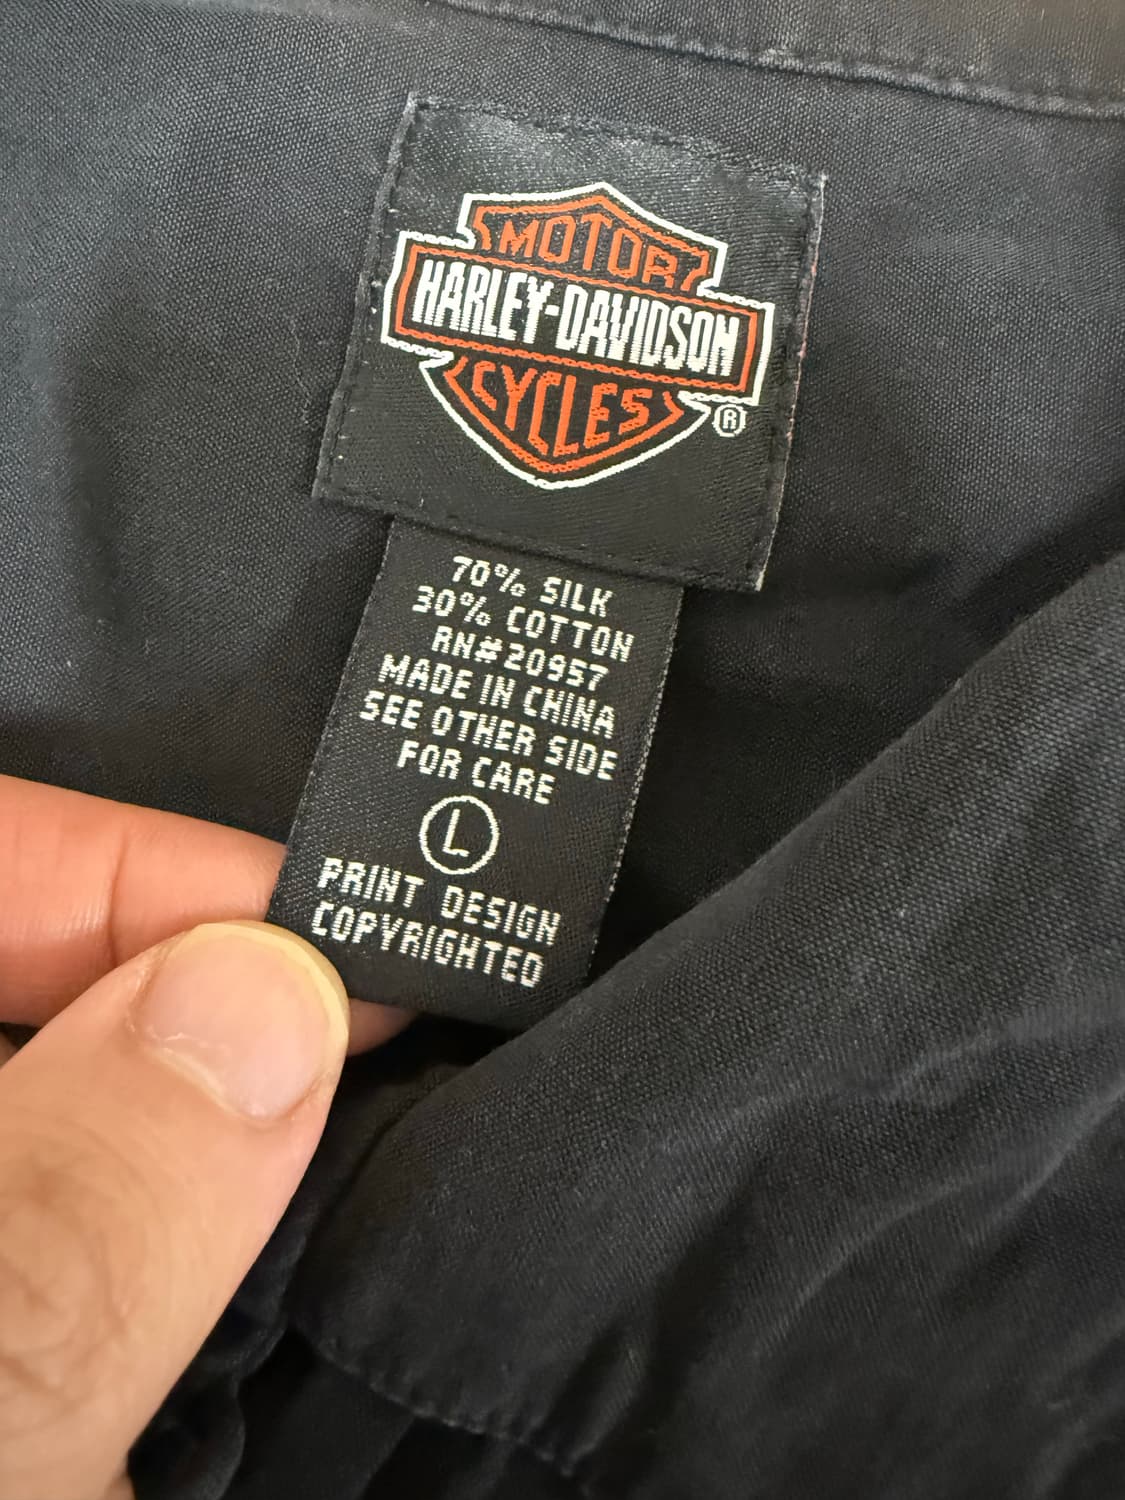 MOTOR
HARLEY-DAVIDSON
CYCLES
®
70% SILK
30% COTTON
RN#20957
MADE IN CHINA
SEE OTHER SIDE
FOR CARE
L
PRINT DESIGN
COPYRIGHTED